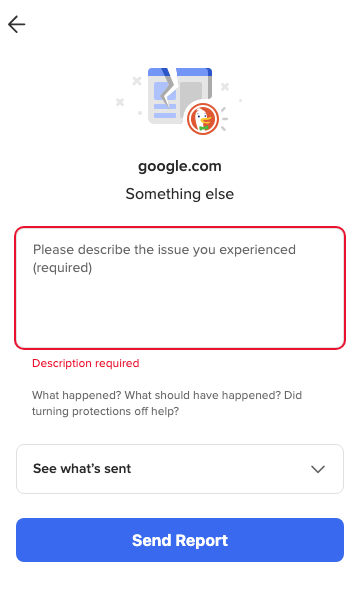 google.com
Something else
Please describe the issue you experienced
(required)
Description required
What happened? What should have happened? Did
turning protections off help?
See what’s sent
Send Report